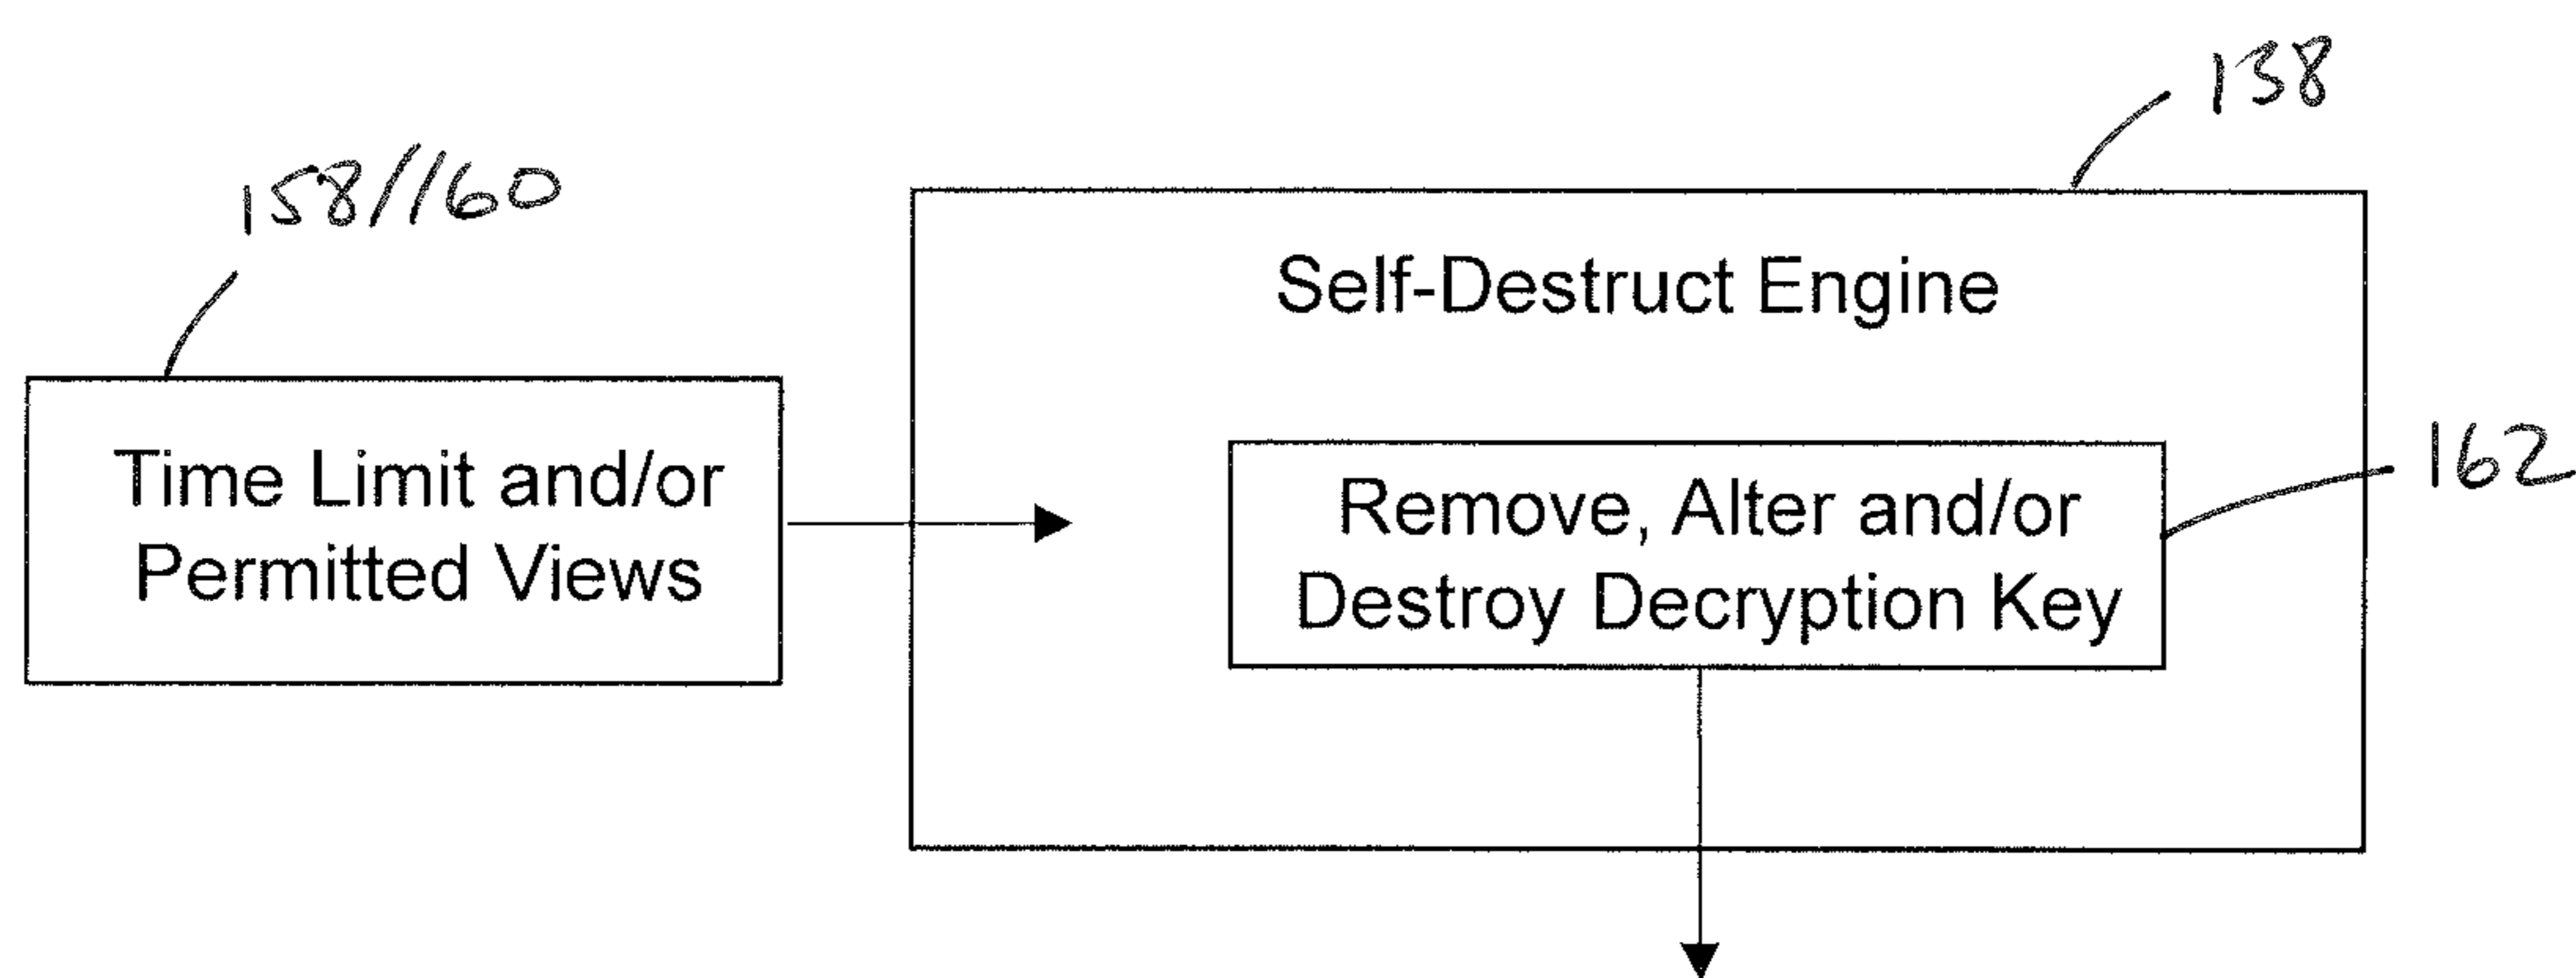 138
158/160
Self-Destruct Engine
Time Limit and/or
Permitted Views
Remove, Alter and/or
Destroy Decryption Key
162